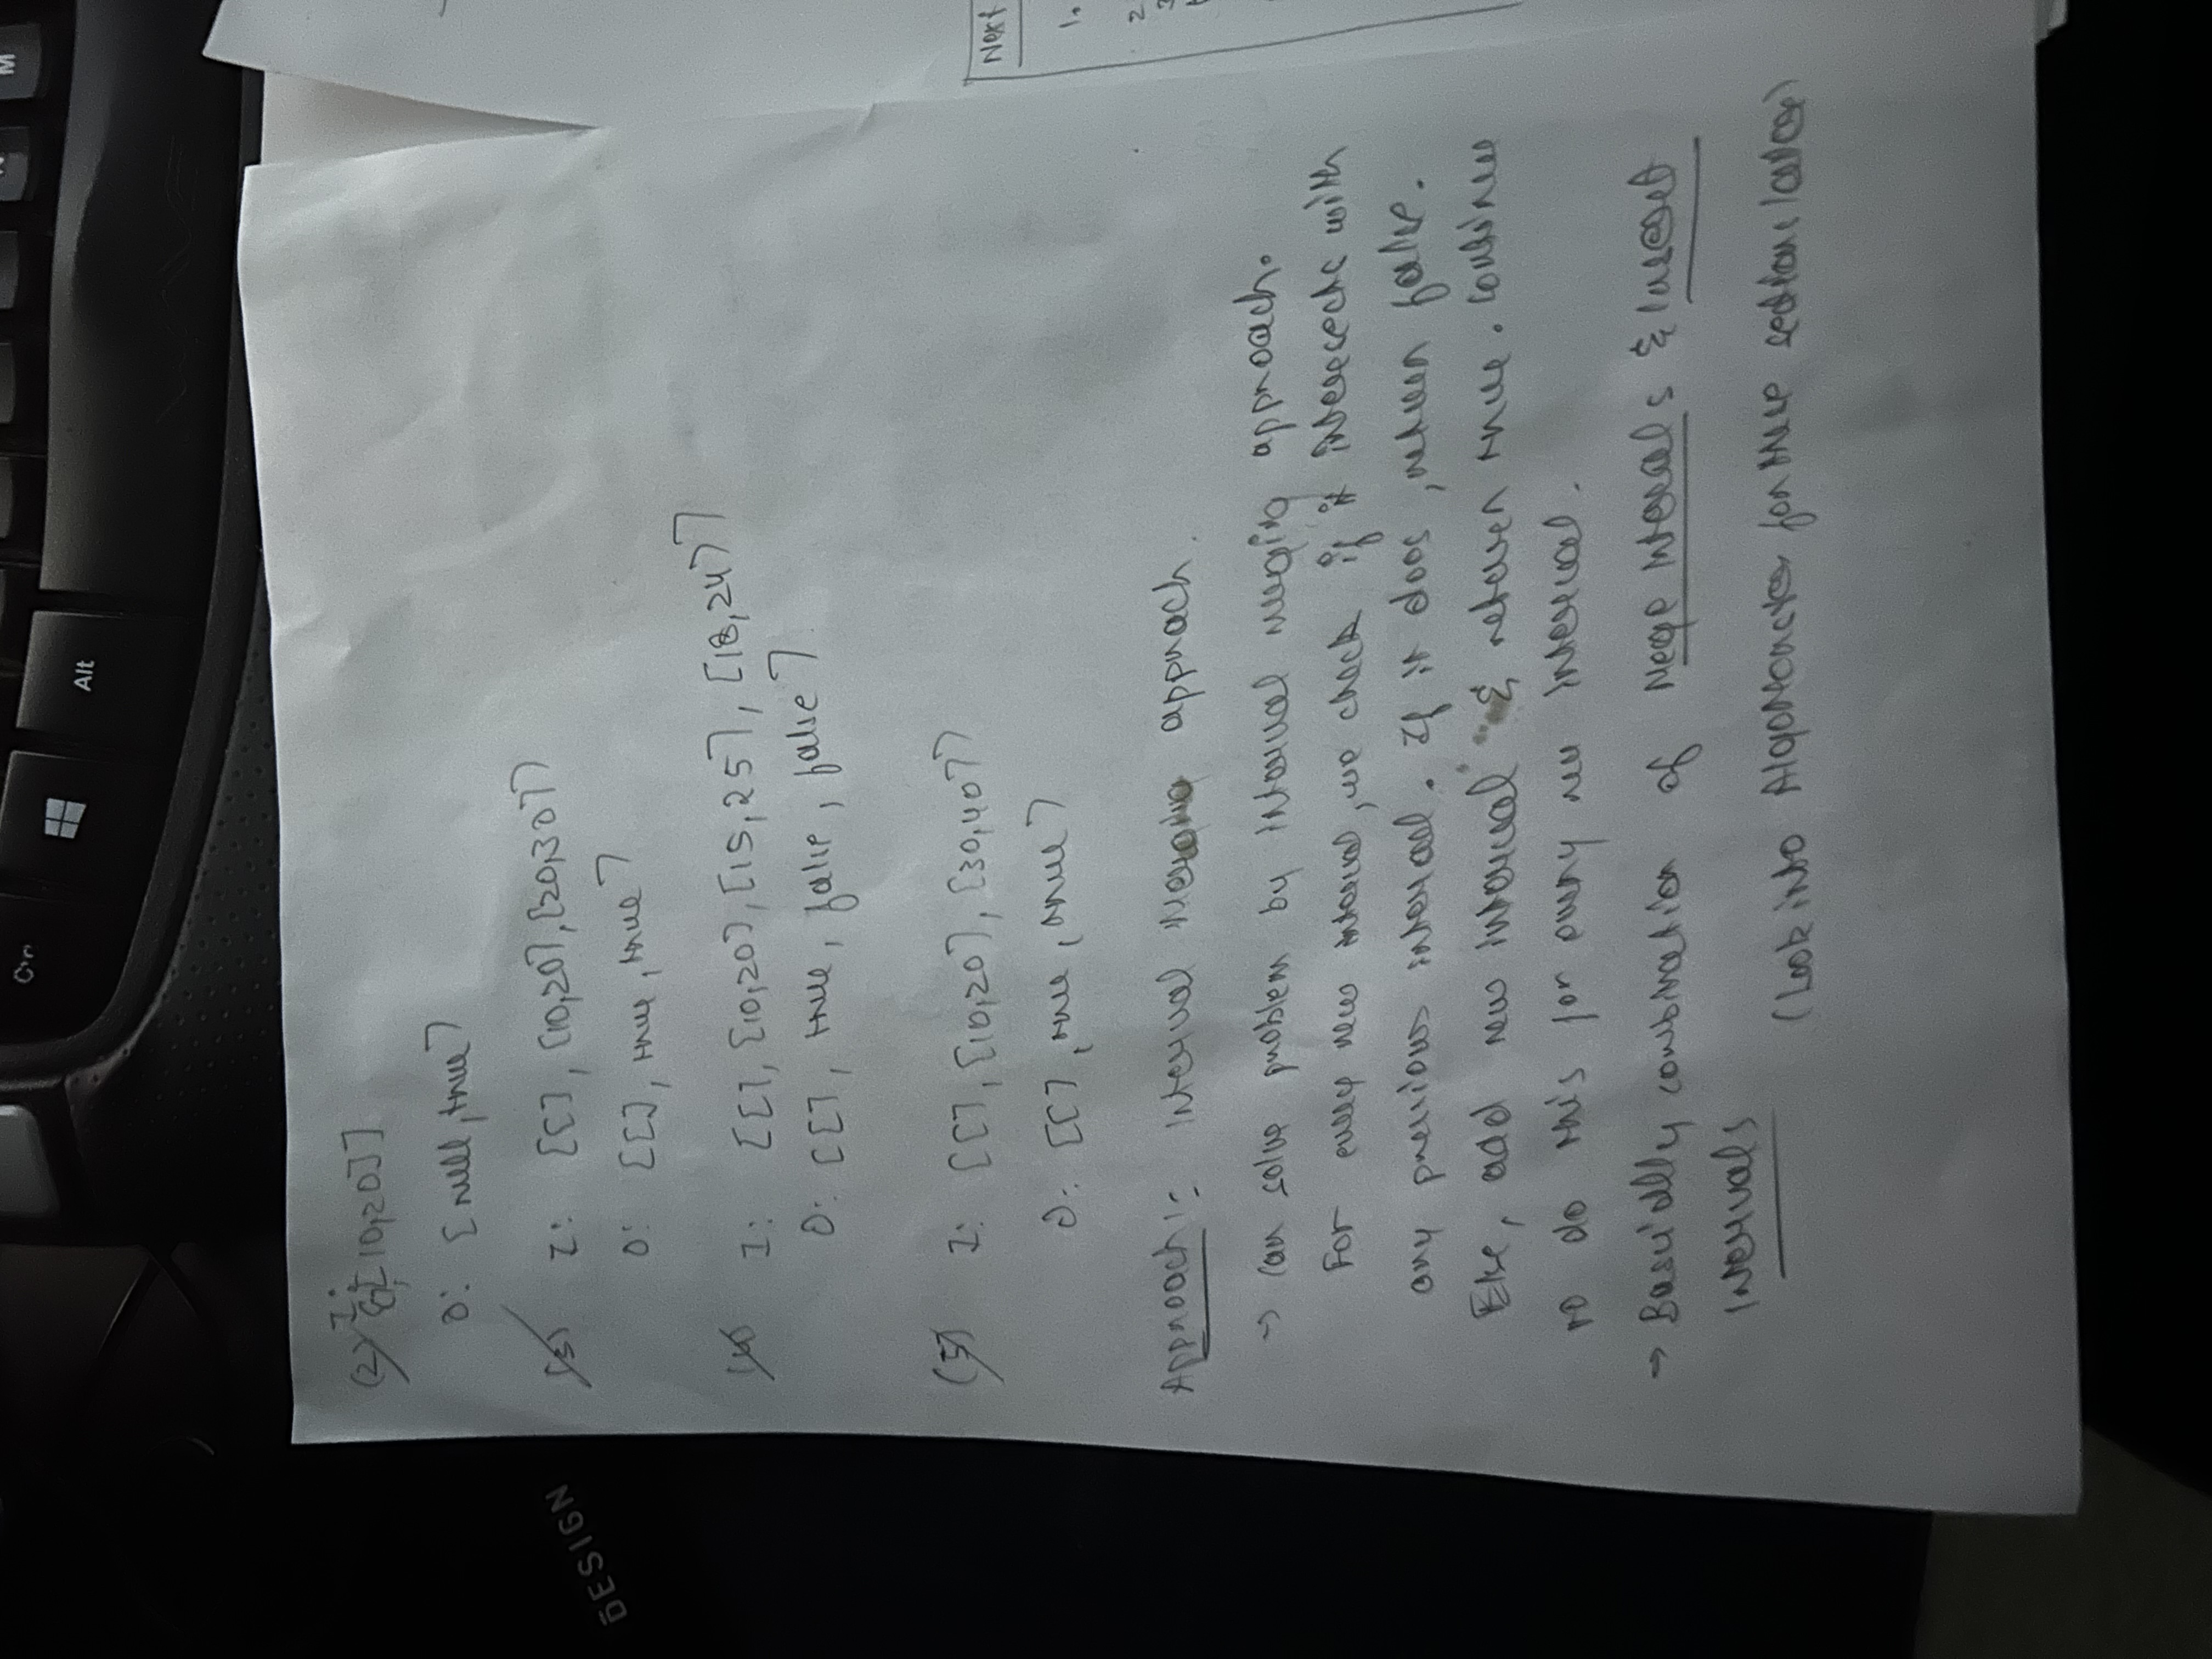 Ctr
Alt
M
DESIGN
(2) I: [[10,20]]
O: [null, true]
(3) I: [[], [10,20], [20,30]]
O: [[], true, true]
(4) I: [[], [10,20], [15,25], [18,24]]
O: [[], true, false, false]
(5) I: [[], [10,20], [30,40]]
O: [[], true, true]
Approach 1:- Interval Merging approach.
→ Can solve problem by interval merging approach.
For every new interval, we check if it intersects with
any previous interval. If it does, return false.
Else, add new interval & return true. Continue
to do this for every new interval.
→ Basically combination of Merge Intervals & Insert
Intervals
(Look into AlgoMonster for these sections
Next
1.
2
3